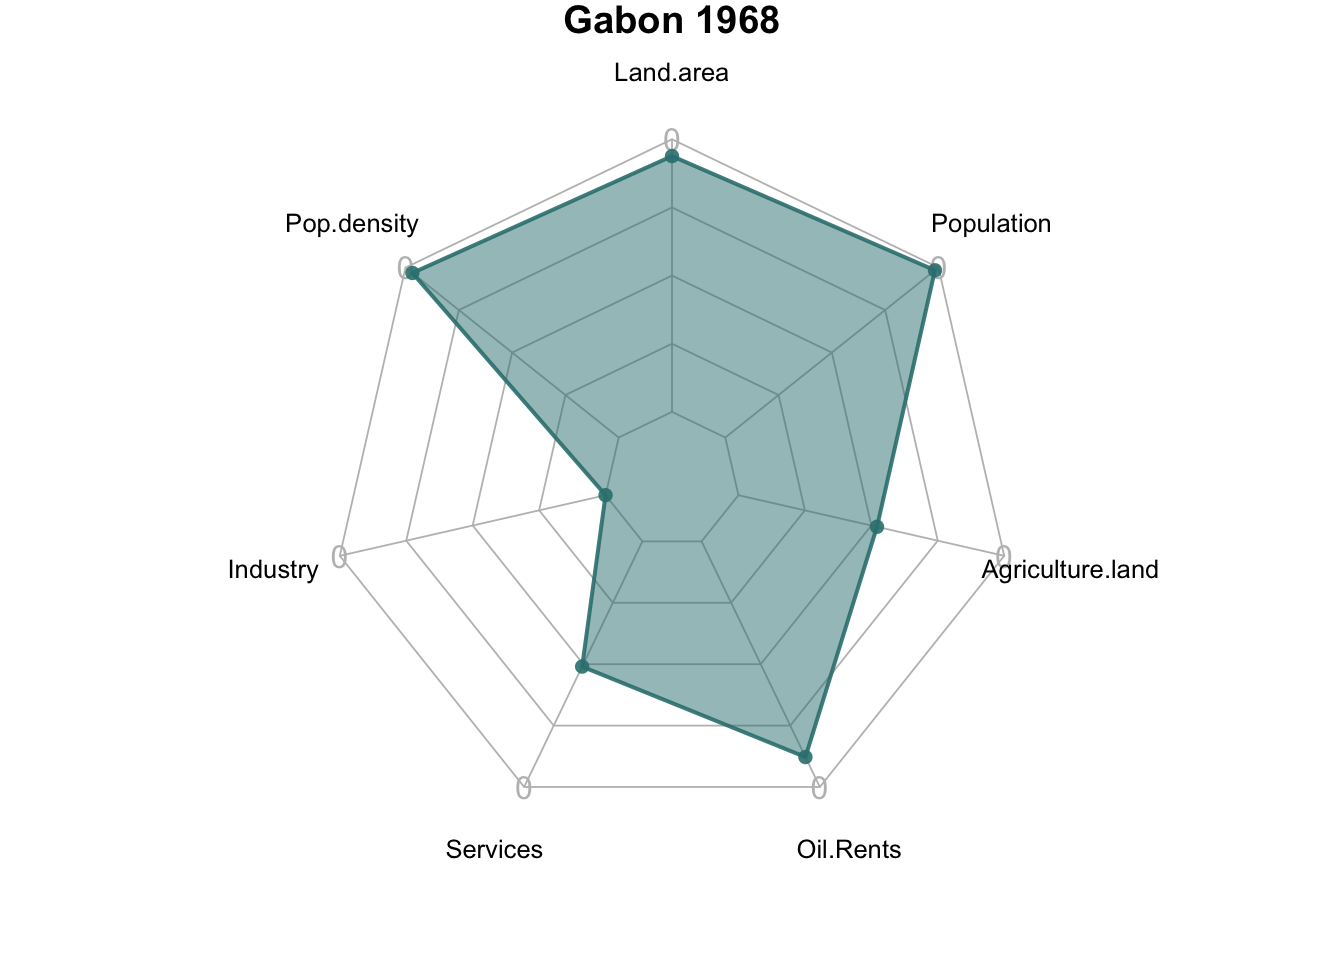 Gabon 1968
Land.area
0
Pop.density
Population
0
0
Industry
0
0
Agriculture.land
0
0
Services
Oil.Rents